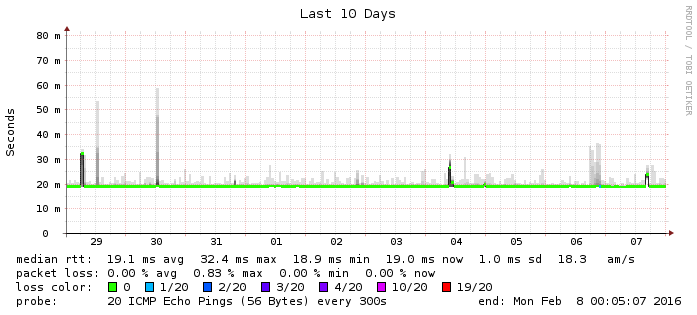 Last 10 Days
RRDTOOL / TOBI OETIKER
Seconds
80 m
70 m
60 m
50 m
40 m
30 m
20 m
10 m
0
29 30 31 01 02 03 04 05 06 07
median rtt: 19.1 ms avg 32.4 ms max 18.9 ms min 19.0 ms now 1.0 ms sd 18.3 am/s
packet loss: 0.00 % avg 0.83 % max 0.00 % min 0.00 % now
loss color: 0 1/20 2/20 3/20 4/20 10/20 19/20
probe: 20 ICMP Echo Pings (56 Bytes) every 300s end: Mon Feb 8 00:05:07 2016